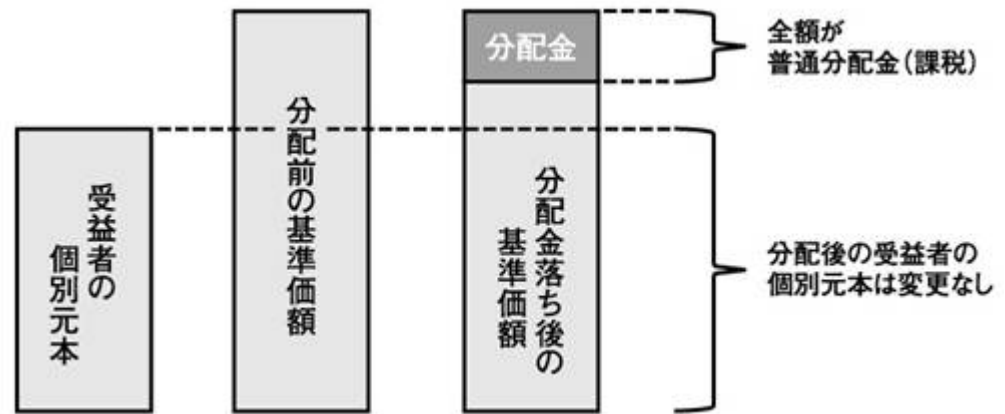 受益者の
個別元本
分配前の基準価額
分配金
分配金落ち後の
基準価額
全額が
普通分配金（課税）
分配後の受益者の
個別元本は変更なし